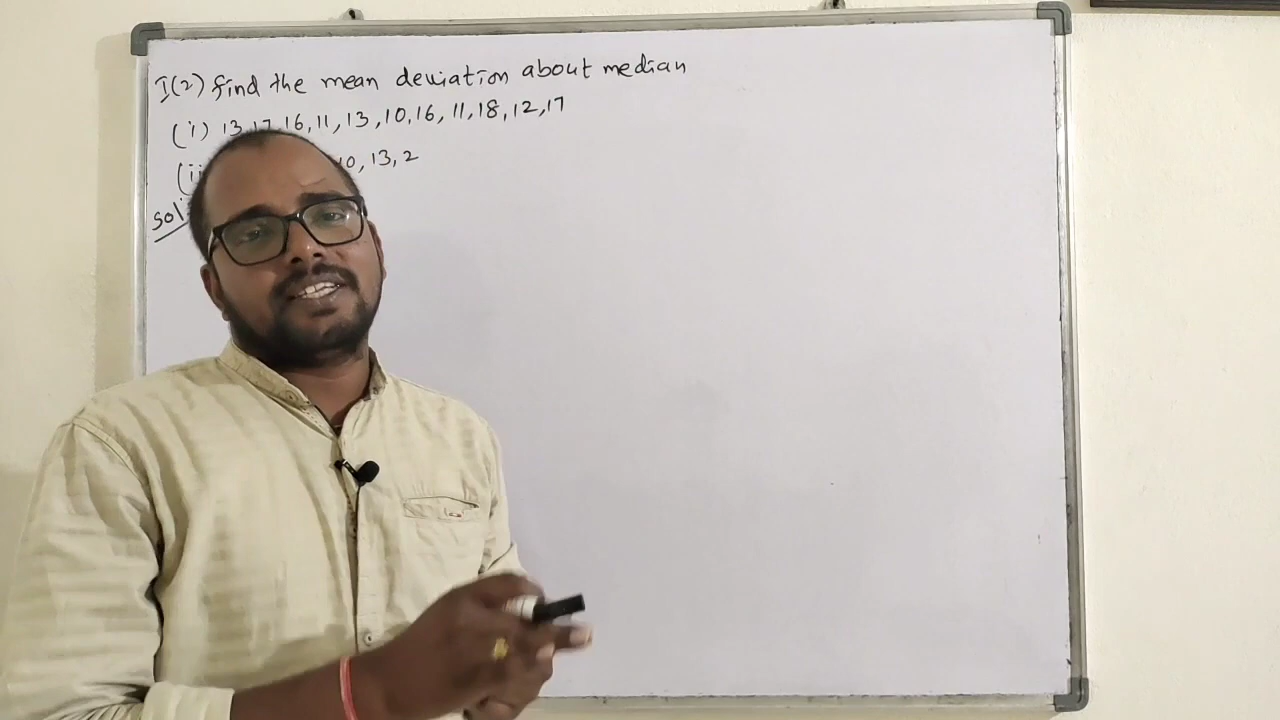 I(2) find the mean deviation about median
(i) 13, 17, 16, 11, 13, 10, 16, 11, 18, 12, 17
(ii 10, 13, 2
sol